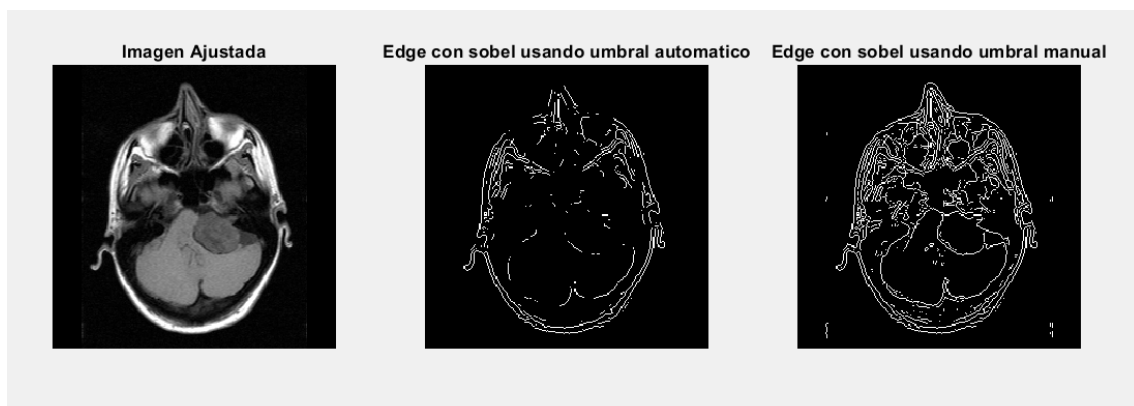 Imagen Ajustada
Edge con sobel usando umbral automatico
Edge con sobel usando umbral manual